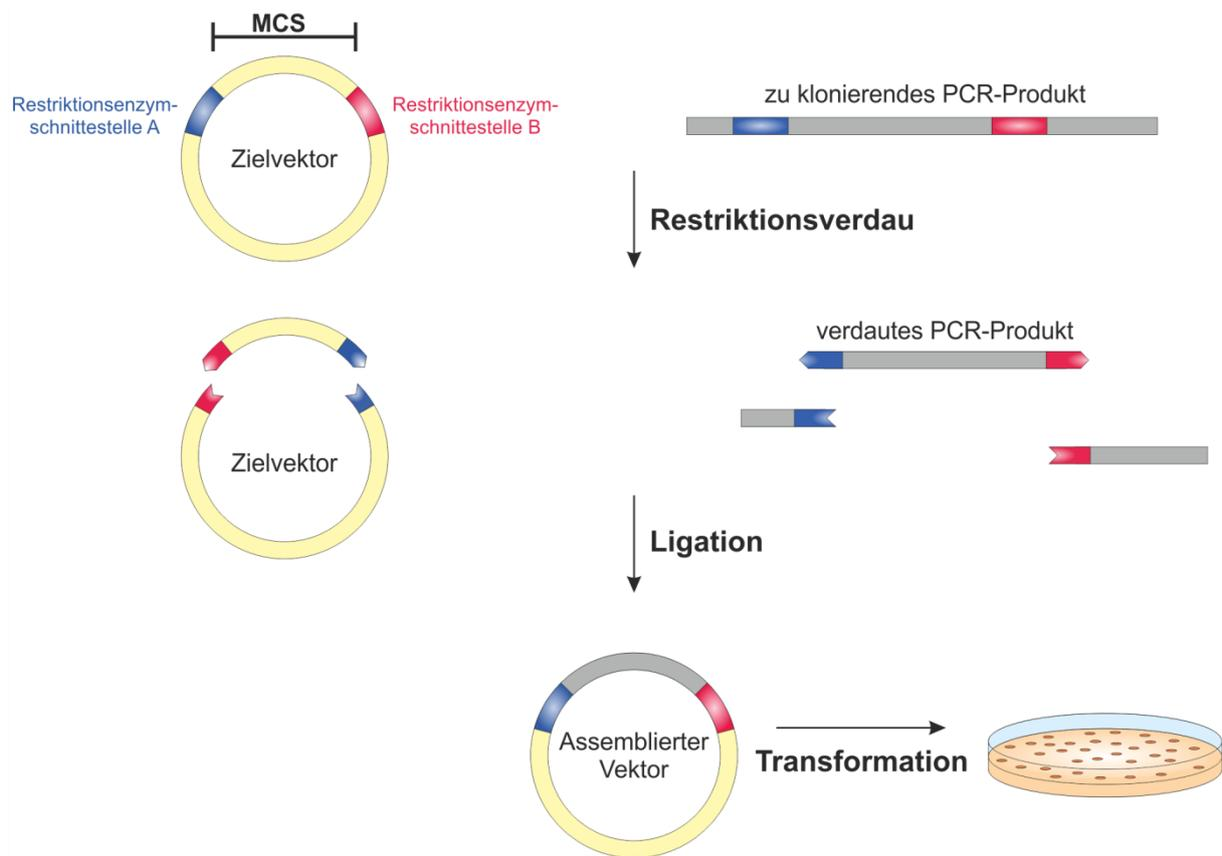 MCS
Restriktionsenzym-
schnittestelle A
Restriktionsenzym-
schnittestelle B
Zielvektor
zu klonierendes PCR-Produkt
Restriktionsverdau
verdautes PCR-Produkt
Zielvektor
Ligation
Assemblierter
Vektor
Transformation